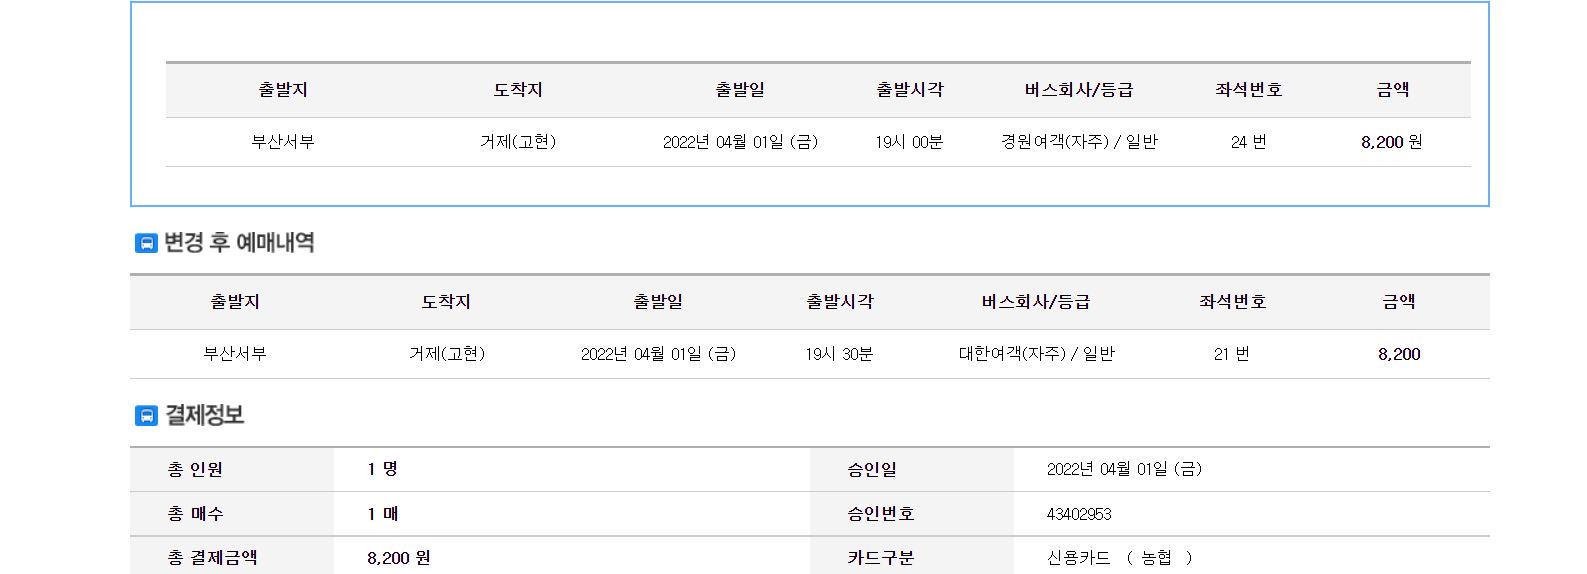 출발지 도착지 출발일 출발시각 버스회사/등급 좌석번호 금액
부산서부 거제(고현) 2022년 04월 01일 (금) 19시 00분 경원여객(자주) / 일반 24 번 8,200 원
변경 후 예매내역
출발지 도착지 출발일 출발시각 버스회사/등급 좌석번호 금액
부산서부 거제(고현) 2022년 04월 01일 (금) 19시 30분 대한여객(자주) / 일반 21 번 8,200
결제정보
총 인원 1 명 승인일 2022년 04월 01일 (금)
총 매수 1 매 승인번호 43402953
총 결제금액 8,200 원 카드구분 신용카드 ( 농협 )